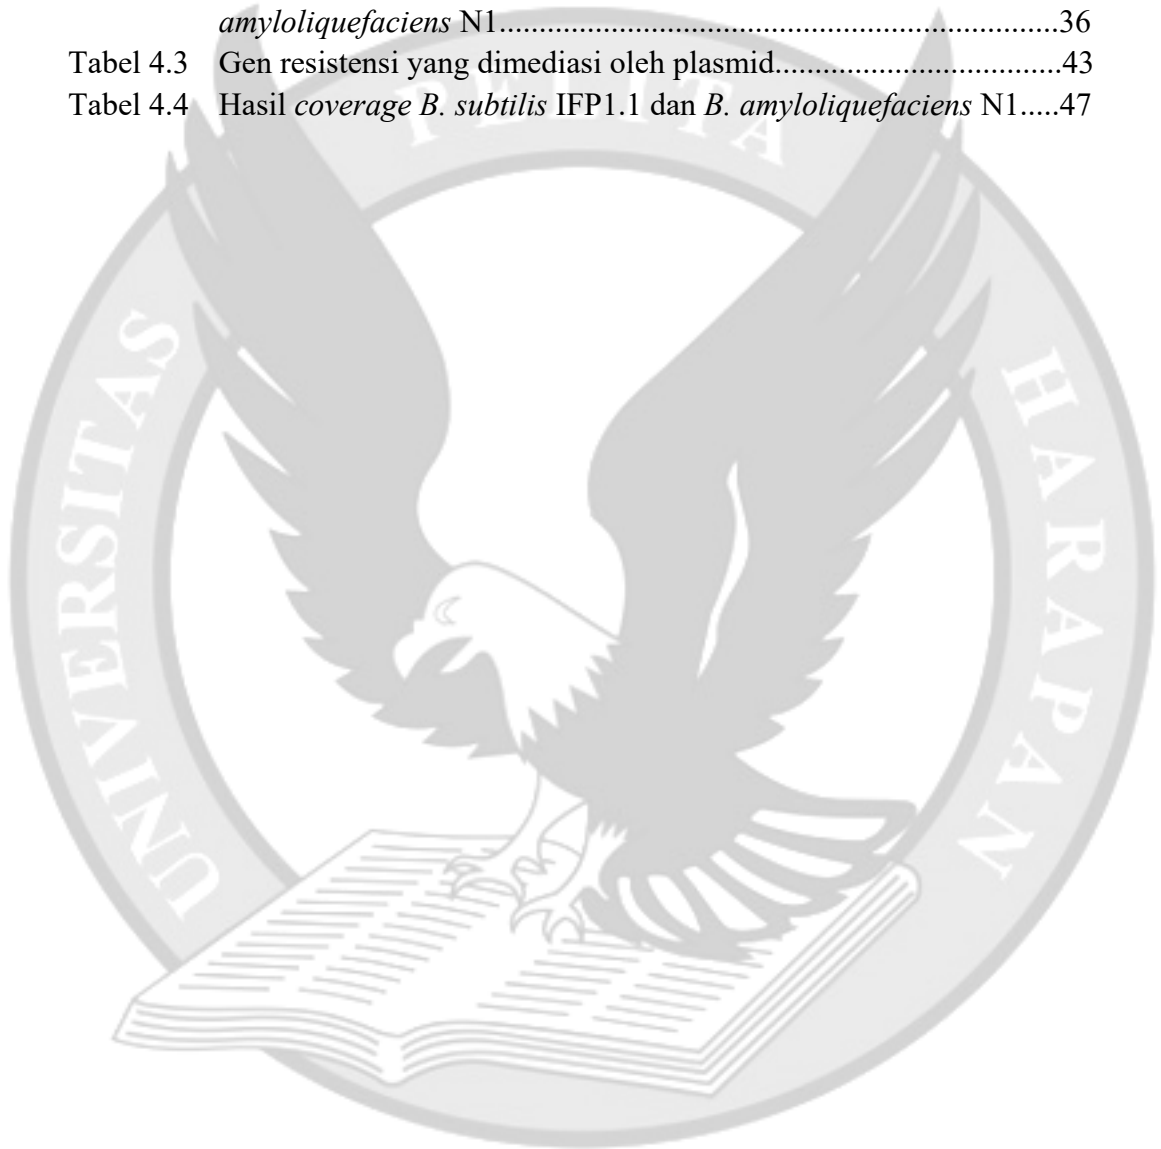 amyloliquefaciens N1......................................................................36
Tabel 4.3 Gen resistensi yang dimediasi oleh plasmid....................................43
Tabel 4.4 Hasil coverage B. subtilis IFP1.1 dan B. amyloliquefaciens N1.....47
UNIVERSITAS PELITA HARAPAN